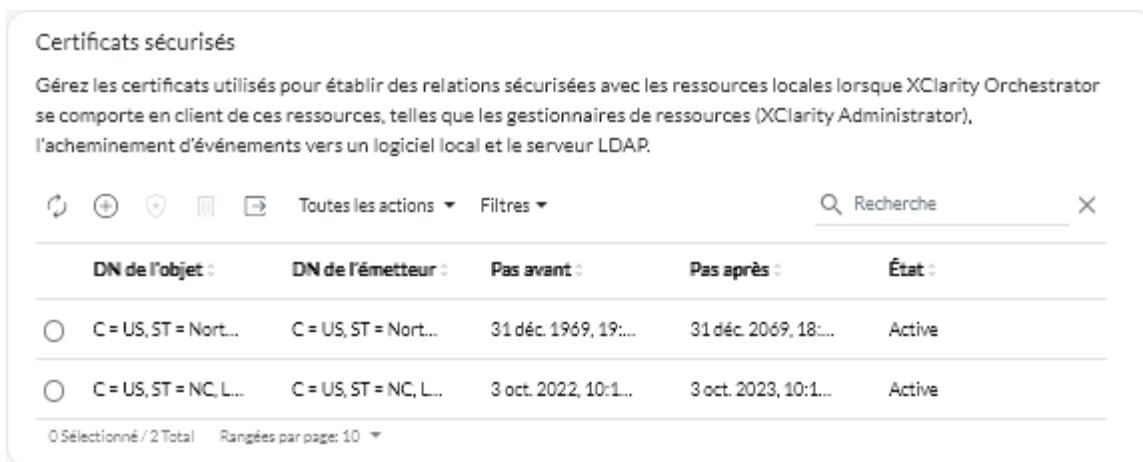 Certificats sécurisés
Gérez les certificats utilisés pour établir des relations sécurisées avec les ressources locales lorsque XClarity Orchestrator
se comporte en client de ces ressources, telles que les gestionnaires de ressources (XClarity Administrator),
l'acheminement d'événements vers un logiciel local et le serveur LDAP.
Toutes les actions Filtres Recherche
DN de l'objet DN de l'émetteur Pas avant Pas après État
C = US, ST = Nort... C = US, ST = Nort... 31 déc. 1969, 19:... 31 déc. 2069, 18:... Active
C = US, ST = NC, L... C = US, ST = NC, L... 3 oct. 2022, 10:1... 3 oct. 2023, 10:1... Active
0 Sélectionné / 2 Total Rangées par page: 10